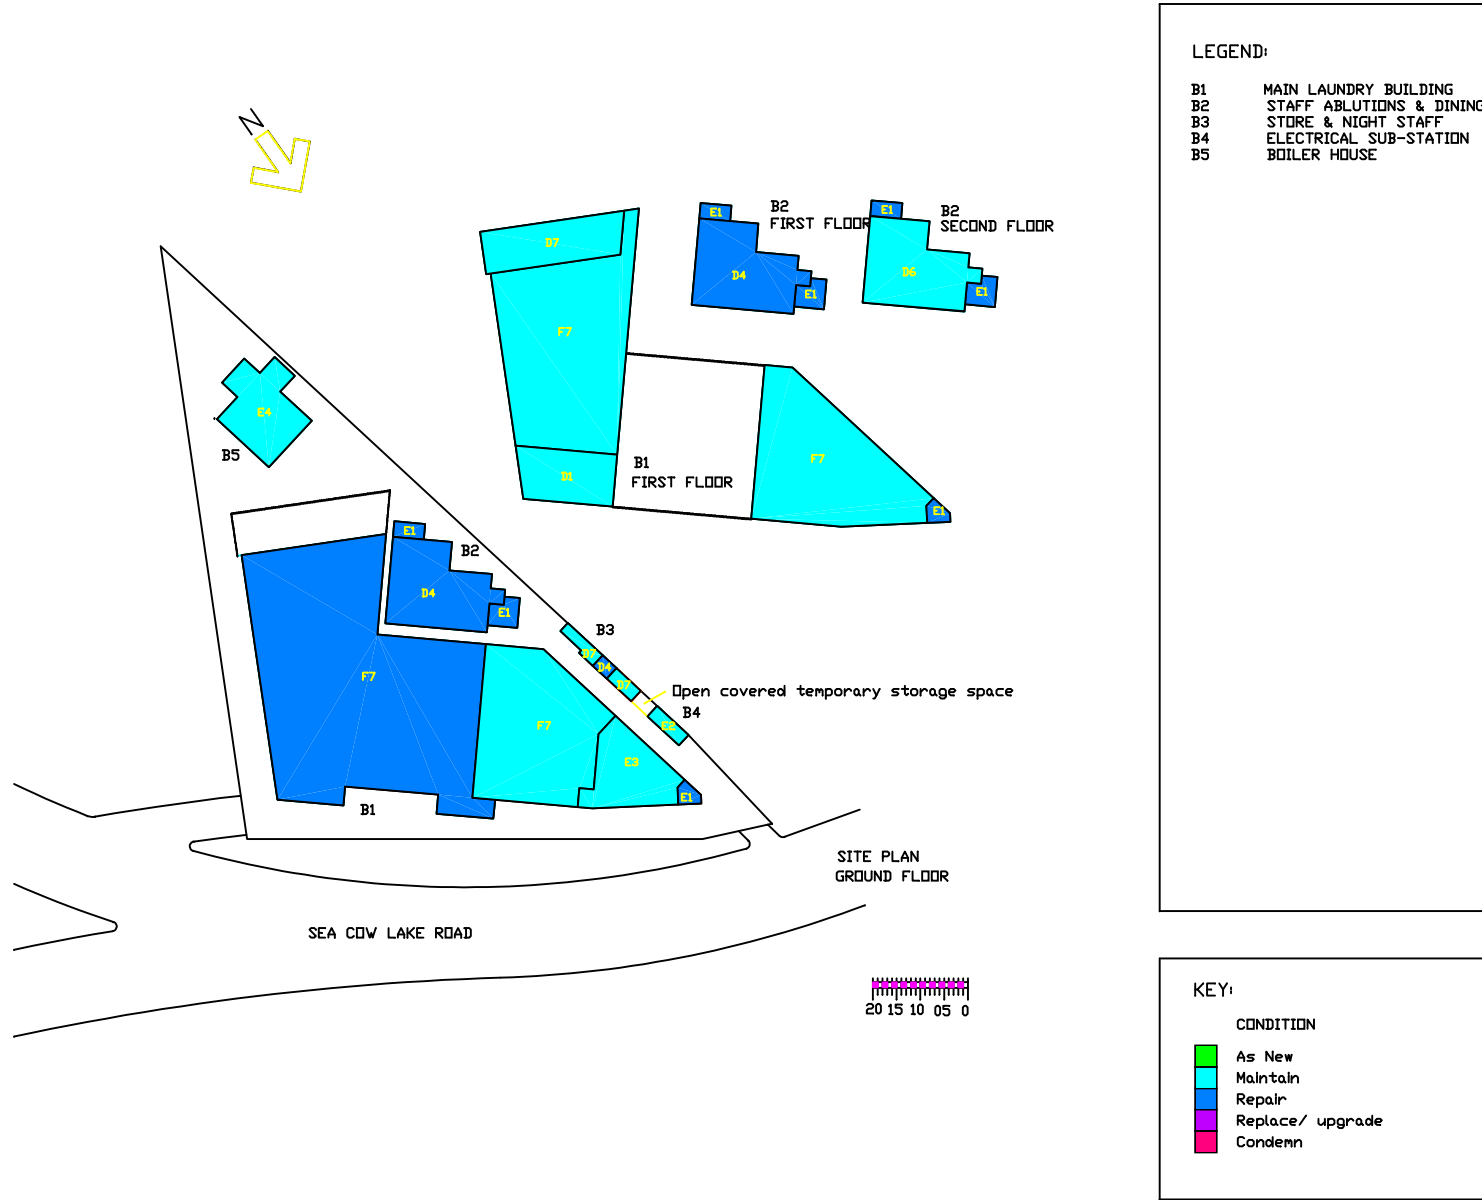 LEGEND:
B1 MAIN LAUNDRY BUILDING
B2 STAFF ABLUTIONS & DINING
B3 STORE & NIGHT STAFF
B4 ELECTRICAL SUB-STATION
B5 BOILER HOUSE
N
E1
B2
FIRST FLOOR
D4
E1
E1
B2
SECOND FLOOR
D6
E1
D7
F7
D1
B1
FIRST FLOOR
F7
E1
E4
B5
E1
B2
D4
E1
B3
D7
D4
D7
Open covered temporary storage space
B4
E2
F7
F7
E3
E1
B1
SITE PLAN
GROUND FLOOR
SEA COW LAKE ROAD
20 15 10 05 0
KEY:
CONDITION
As New
Maintain
Repair
Replace/ upgrade
Condemn